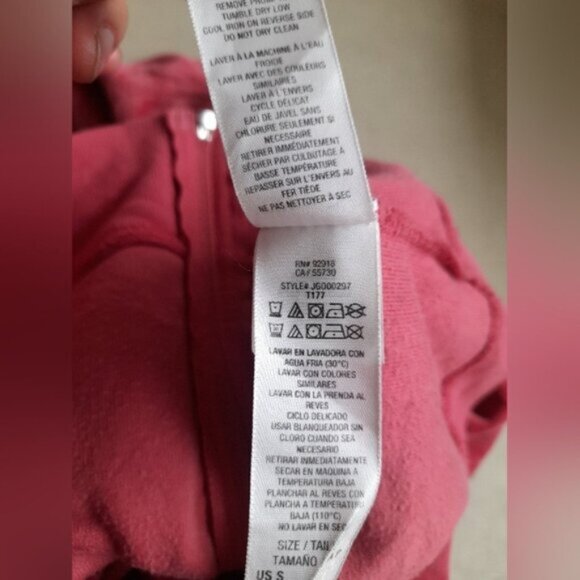 REMOVE
TUMBLE DRY LOW
COOL IRON ON REVERSE SIDE
DO NOT DRY CLEAN
LAVER À LA MACHINE À L'EAU
FROIDE
LAVER AVEC DES COULEURS
SIMILAIRES
LAVER À L'ENVERS
CYCLE DÉLICAT
EAU DE JAVEL SANS
CHLORURE SEULEMENT SI
NÉCESSAIRE
RETIRER IMMÉDIATEMENT
SÉCHER PAR CULBUTAGE À
BASSE TEMPÉRATURE
REPASSER SUR L'ENVERS AU
FER TIÈDE
NE PAS NETTOYER À SEC
RN# 92918
CA# 55730
STYLE# JG000297
T177
LAVAR EN LAVADORA CON
AGUA FRIA (30°C)
LAVAR CON COLORES
SIMILARES
LAVAR CON LA PRENDA AL
REVES
CICLO DELICADO
USAR BLANQUEADOR SIN
CLORO CUANDO SEA
NECESARIO
RETIRAR IMMEDIATAMENTE
SECAR EN MAQUINA A
TEMPERATURA BAJA
PLANCHAR AL REVES CON
PLANCHA A TEMPERATURA
BAJA (110°C)
NO LAVAR EN SEC
SIZE / TAIL
TAMAÑO
US S